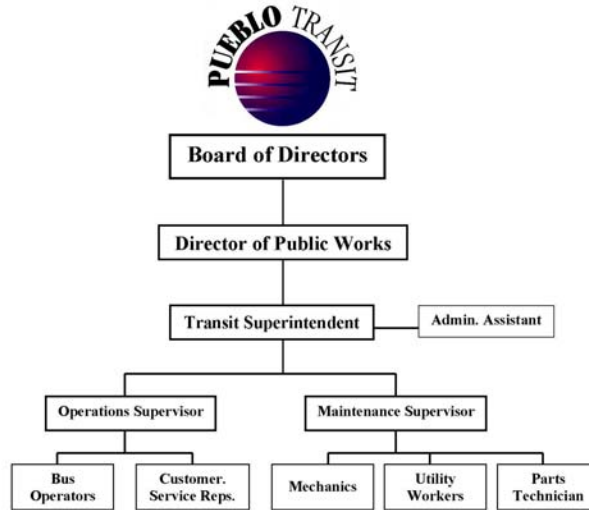 PUEBLO TRANSIT
Board of Directors
Director of Public Works
Transit Superintendent
Admin. Assistant
Operations Supervisor
Maintenance Supervisor
Bus
Operators
Customer.
Service Reps.
Mechanics
Utility
Workers
Parts
Technician